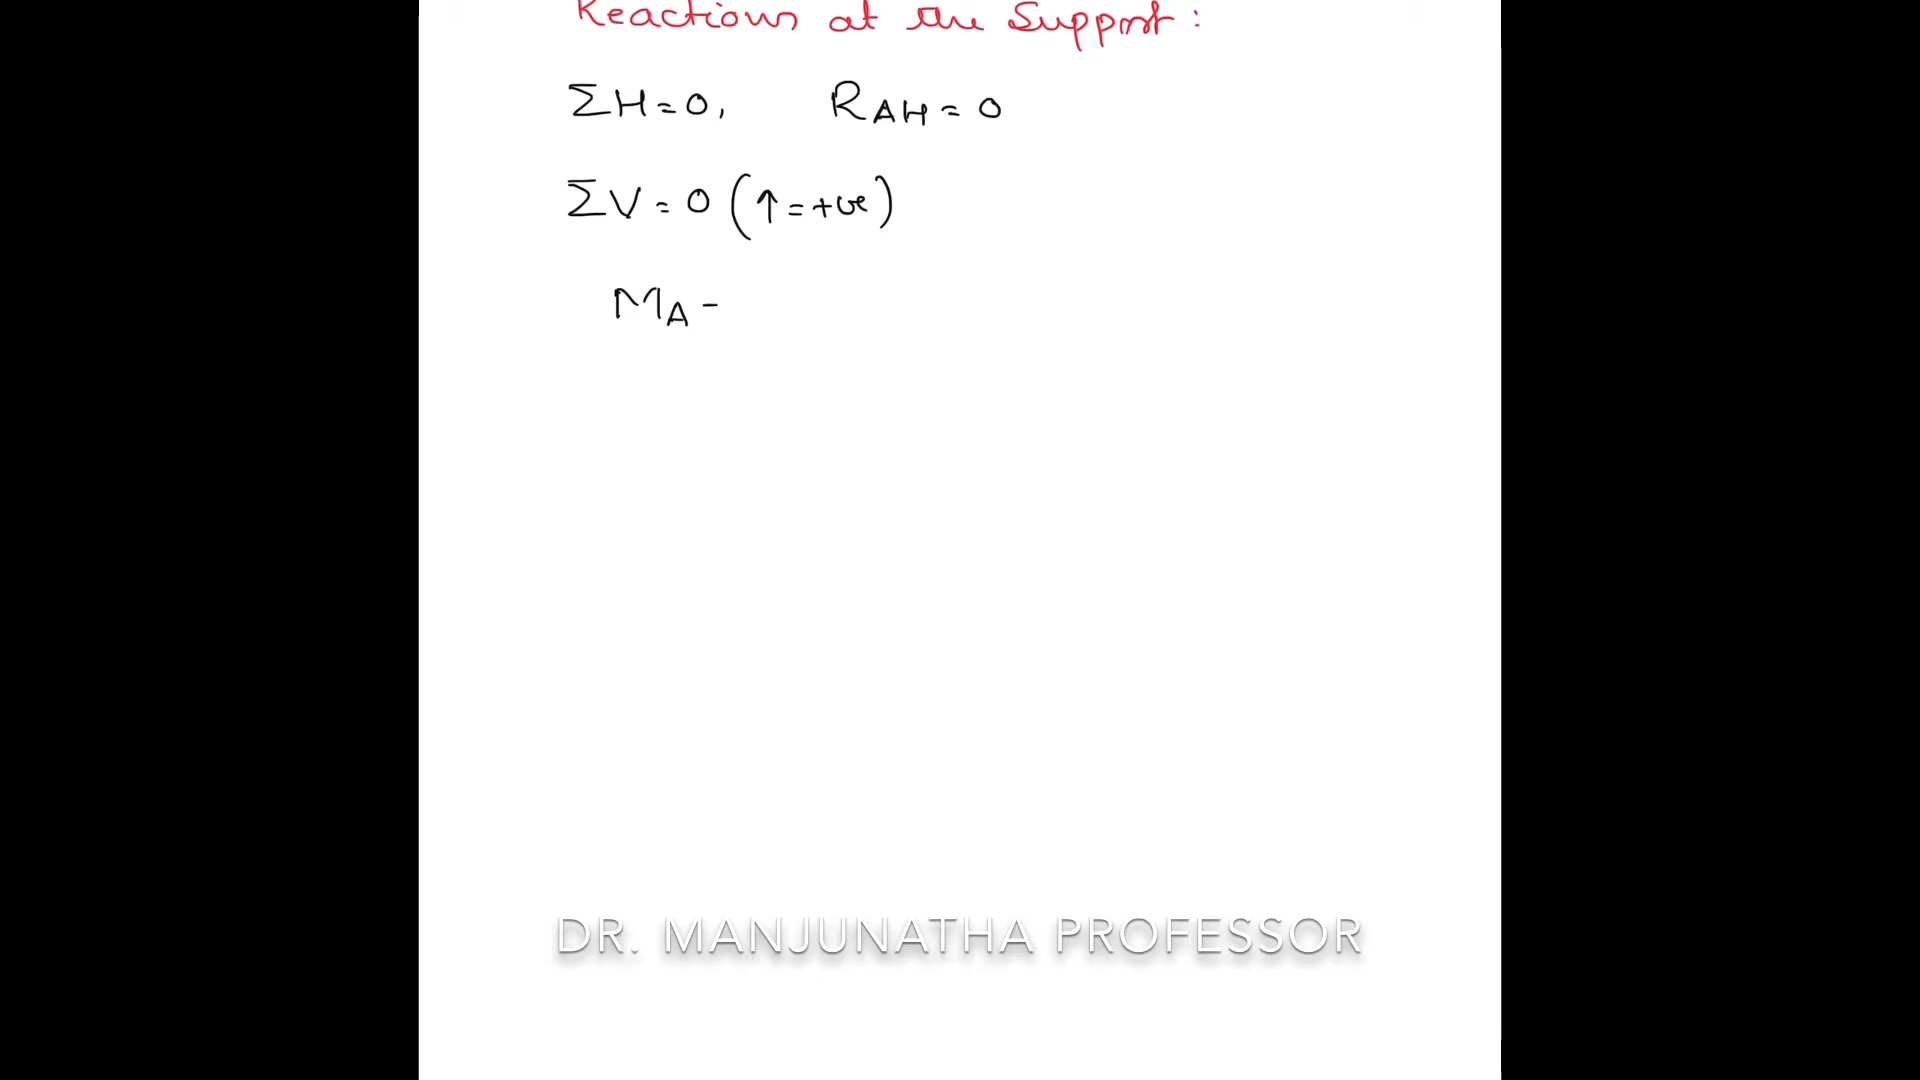 Reactions at the Support :
ΣH = 0, RAH = 0
ΣV = 0 (↑ = +ve)
MA -
DR. MANJUNATHA PROFESSOR